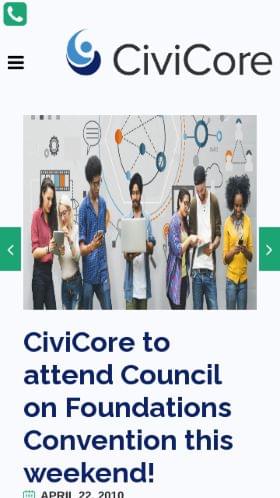 CiviCore
CiviCore to
attend Council
on Foundations
Convention this
weekend!
APRIL 22, 2010